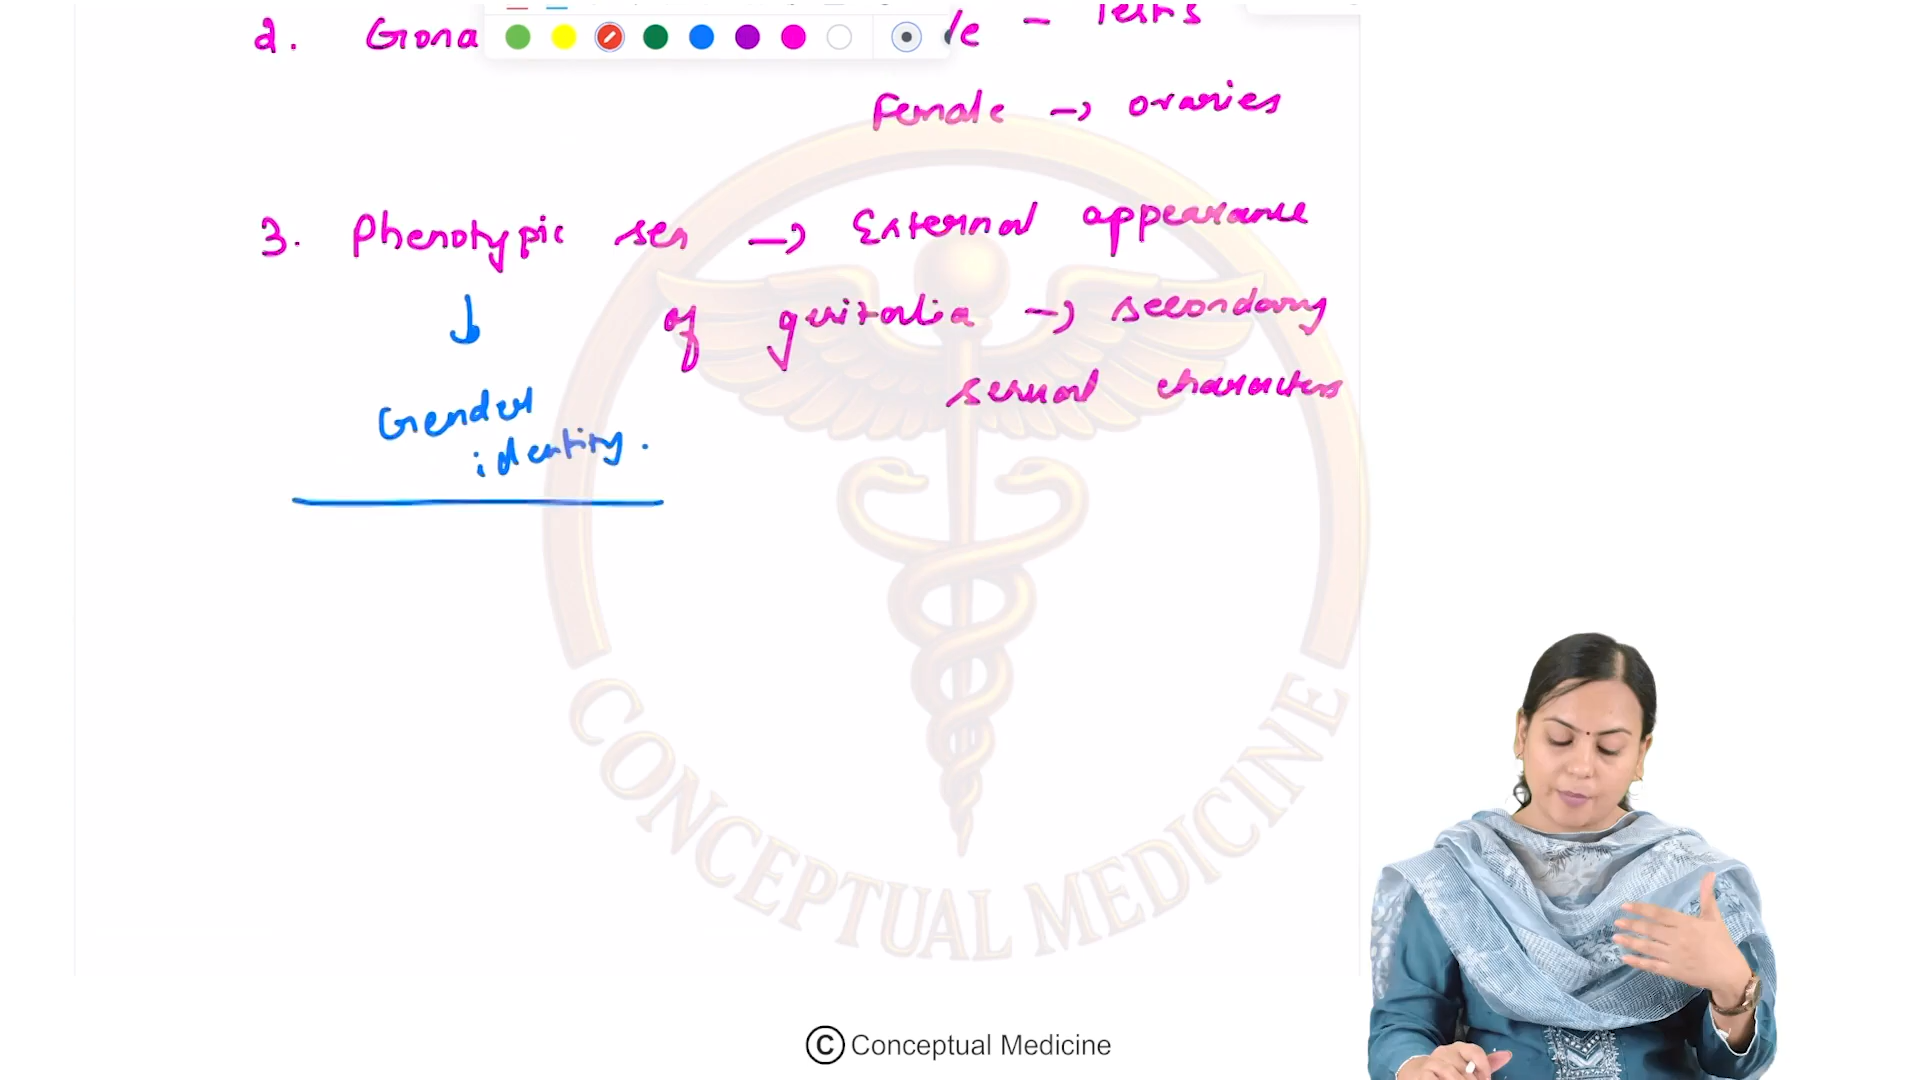 2. Gona le - Testis
Female → ovaries
3. Phenotypic sex → External appearance
of genitalia → secondary
sexual characters
↓
Gender
identity.
CONCEPTUAL MEDICINE
© Conceptual Medicine